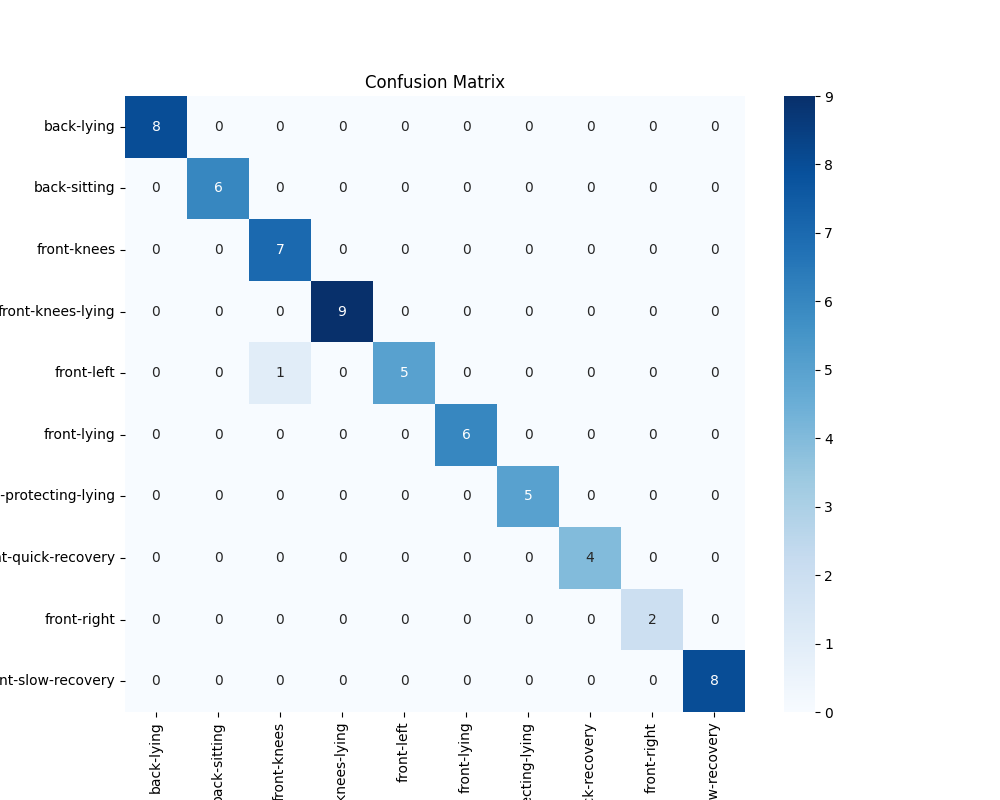 Confusion Matrix
back-lying 8 0 0 0 0 0 0 0 0 0
back-sitting 0 6 0 0 0 0 0 0 0 0
front-knees 0 0 7 0 0 0 0 0 0 0
front-knees-lying 0 0 0 9 0 0 0 0 0 0
front-left 0 0 1 0 5 0 0 0 0 0
front-lying 0 0 0 0 0 6 0 0 0 0
-protecting-lying 0 0 0 0 0 0 5 0 0 0
nt-quick-recovery 0 0 0 0 0 0 0 4 0 0
front-right 0 0 0 0 0 0 0 0 2 0
nt-slow-recovery 0 0 0 0 0 0 0 0 0 8
back-lying
back-sitting
front-knees
knees-lying
front-left
front-lying
ecting-lying
ck-recovery
front-right
w-recovery
9
8
7
6
5
4
3
2
1
0